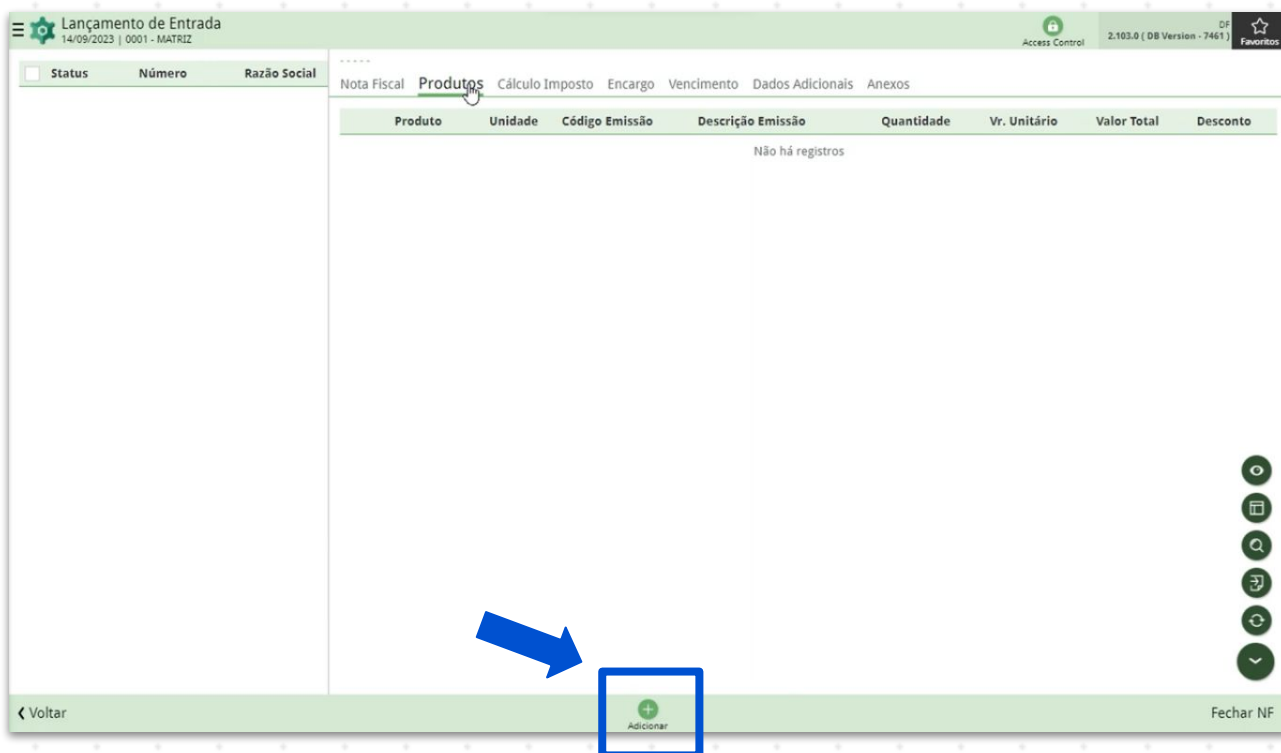 Lançamento de Entrada
14/09/2023 | 0001 - MATRIZ
Access Control
DF
2.103.0 ( DB Version - 7461 )
Favoritos
Status Número Razão Social
-----
Nota Fiscal Produtos Cálculo Imposto Encargo Vencimento Dados Adicionais Anexos
Produto Unidade Código Emissão Descrição Emissão Quantidade Vr. Unitário Valor Total Desconto
Não há registros
Voltar
Adicionar
Fechar NF